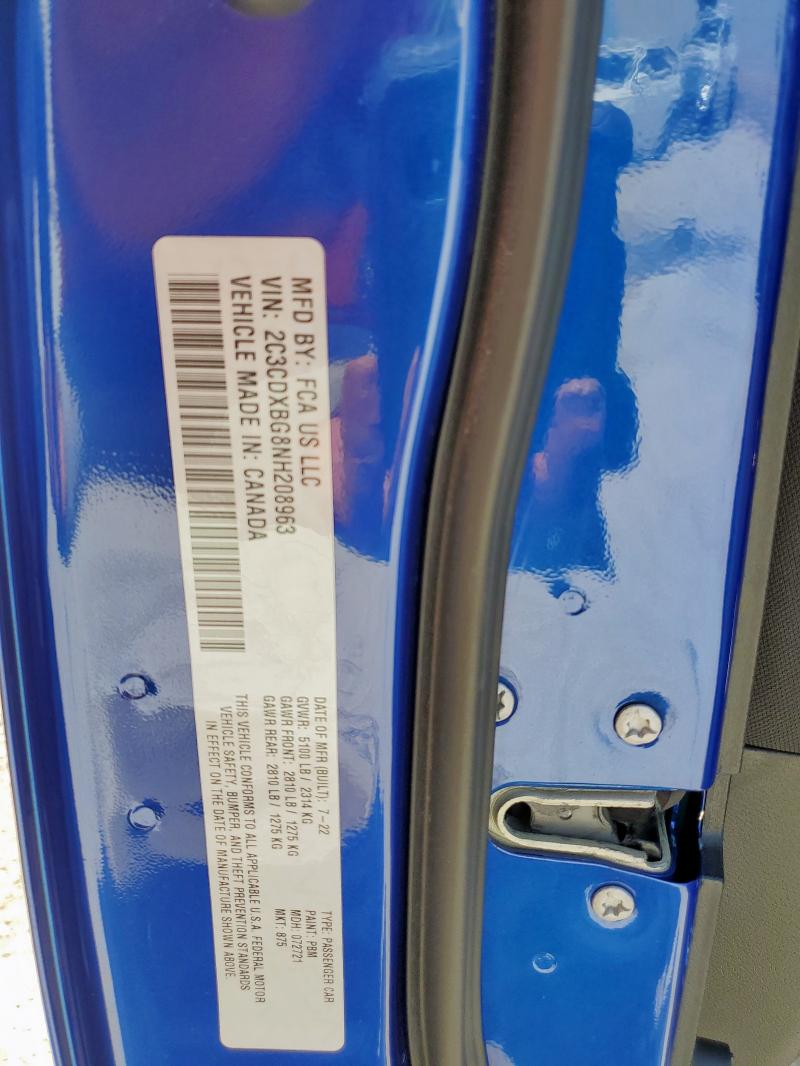 MFD BY: FCA US LLC
VIN: 2C3CDXBG8NH208963
VEHICLE MADE IN: CANADA
DATE OF MFR (BUILT): 7-22
GVWR: 5100 LB / 2314 KG
GAWR FRONT: 2810 LB / 1275 KG
GAWR REAR: 2810 LB / 1275 KG
TYPE: PASSENGER CAR
PAINT: PBM
MDH: 072721
MKT: 875
THIS VEHICLE CONFORMS TO ALL APPLICABLE U.S.A. FEDERAL MOTOR
VEHICLE SAFETY, BUMPER, AND THEFT PREVENTION STANDARDS
IN EFFECT ON THE DATE OF MANUFACTURE SHOWN ABOVE.